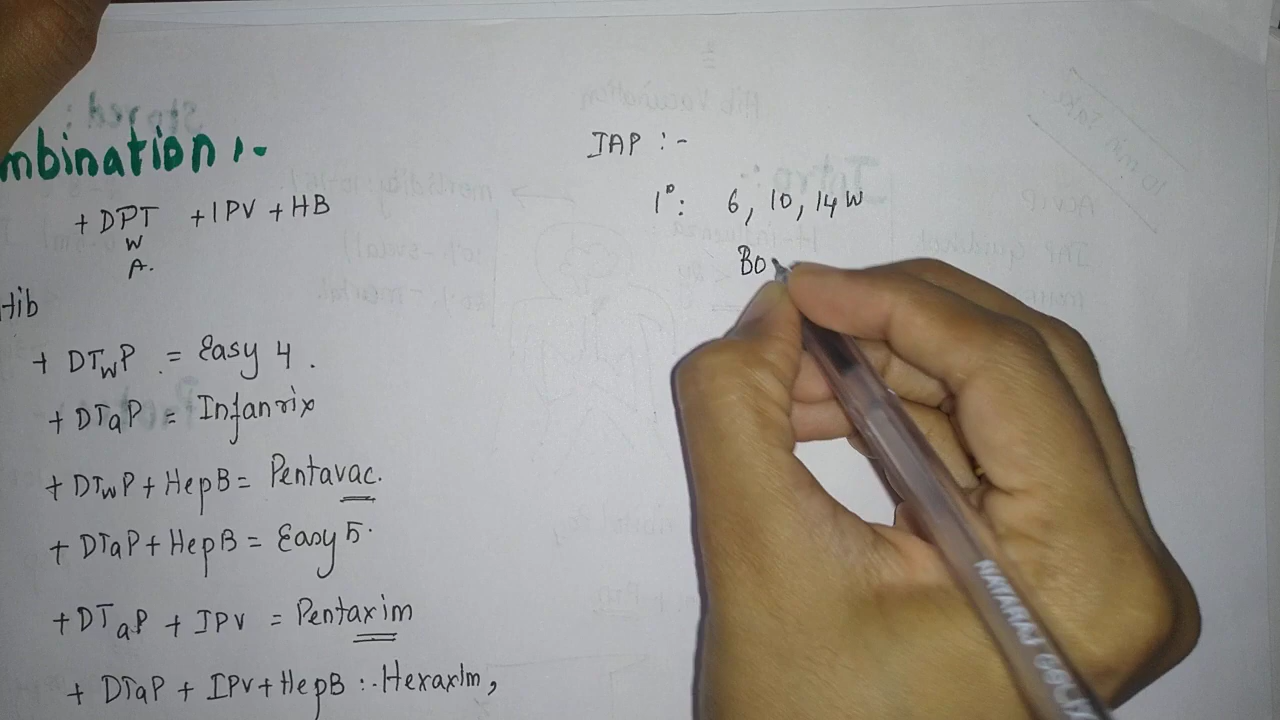 mbination :-
+ DPT + IPV + HB
W
A.
Hib
+ DTwP = Easy 4.
+ DTaP = Infanrix
+ DTwP + HepB = Pentavac.
+ DTaP + HepB = Easy 5.
+ DTaP + IPV = Pentaxim
+ DTaP + IPV + HepB :- Hexaxim,
IAP :-
1°: 6, 10, 14 W
Bo
NATARAJ